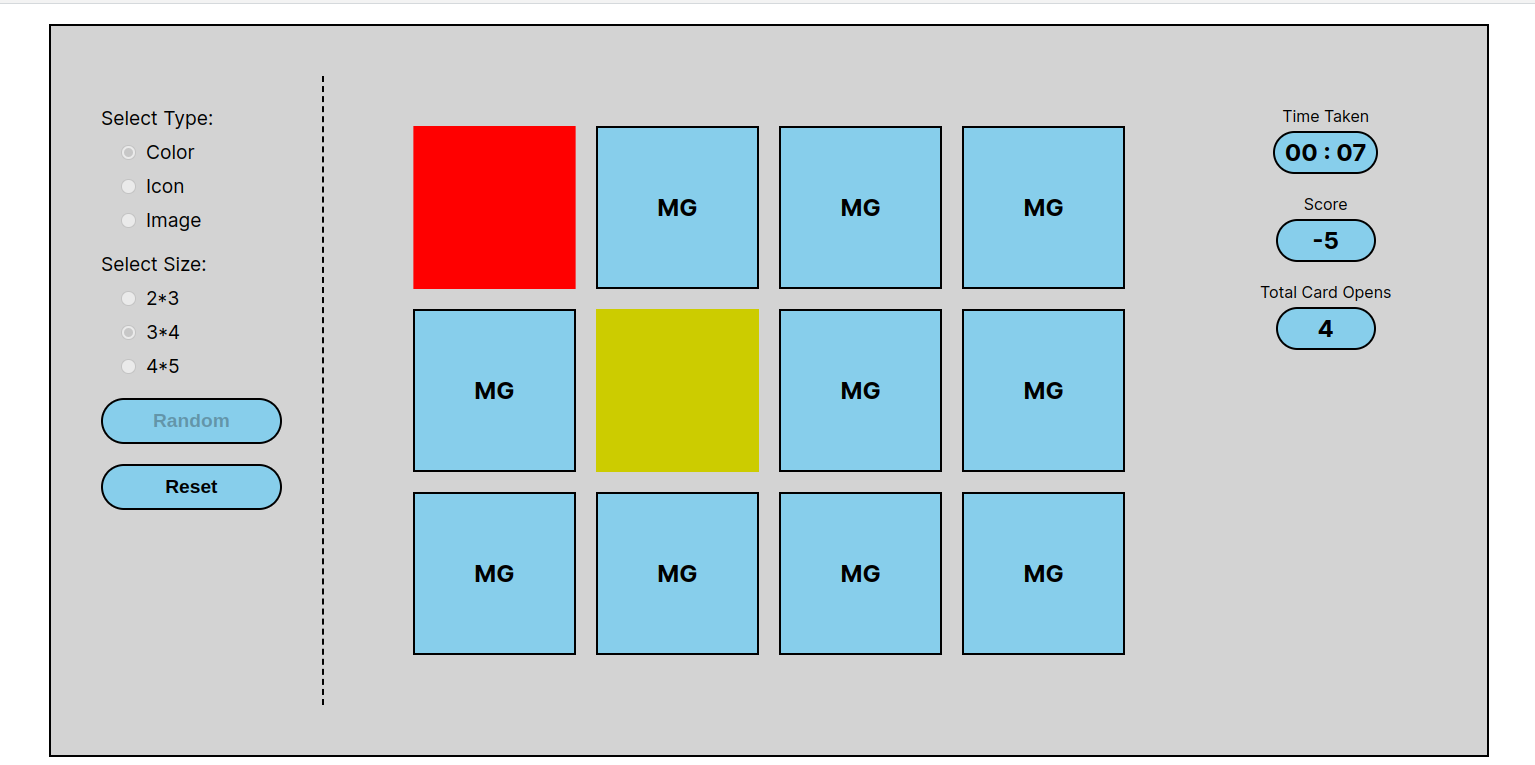 Select Type:
Color
Icon
Image
Select Size:
2*3
3*4
4*5
Random
Reset
MG
MG
MG
MG
MG
MG
MG
MG
MG
MG
Time Taken
00 : 07
Score
-5
Total Card Opens
4